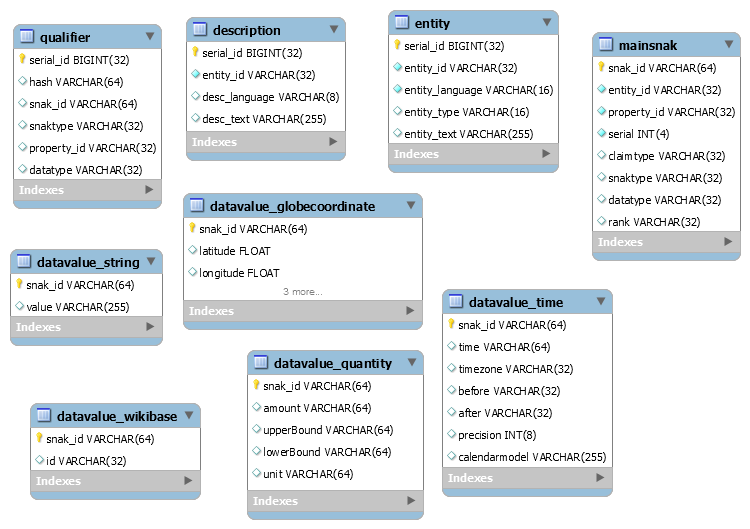 qualifier
serial_id BIGINT(32)
hash VARCHAR(64)
snak_id VARCHAR(64)
snaktype VARCHAR(32)
property_id VARCHAR(32)
datatype VARCHAR(32)
Indexes
description
serial_id BIGINT(32)
entity_id VARCHAR(32)
desc_language VARCHAR(8)
desc_text VARCHAR(255)
Indexes
entity
serial_id BIGINT(32)
entity_id VARCHAR(32)
entity_language VARCHAR(16)
entity_type VARCHAR(16)
entity_text VARCHAR(255)
Indexes
mainsnak
snak_id VARCHAR(64)
entity_id VARCHAR(32)
property_id VARCHAR(32)
serial INT(4)
claimtype VARCHAR(32)
snaktype VARCHAR(32)
datatype VARCHAR(32)
rank VARCHAR(32)
Indexes
datavalue_globecoordinate
snak_id VARCHAR(64)
latitude FLOAT
longitude FLOAT
3 more...
Indexes
datavalue_string
snak_id VARCHAR(64)
value VARCHAR(255)
Indexes
datavalue_time
snak_id VARCHAR(64)
time VARCHAR(64)
timezone VARCHAR(32)
before VARCHAR(32)
after VARCHAR(32)
precision INT(8)
calendarmodel VARCHAR(255)
Indexes
datavalue_quantity
snak_id VARCHAR(64)
amount VARCHAR(64)
upperBound VARCHAR(64)
lowerBound VARCHAR(64)
unit VARCHAR(64)
Indexes
datavalue_wikibase
snak_id VARCHAR(64)
id VARCHAR(32)
Indexes